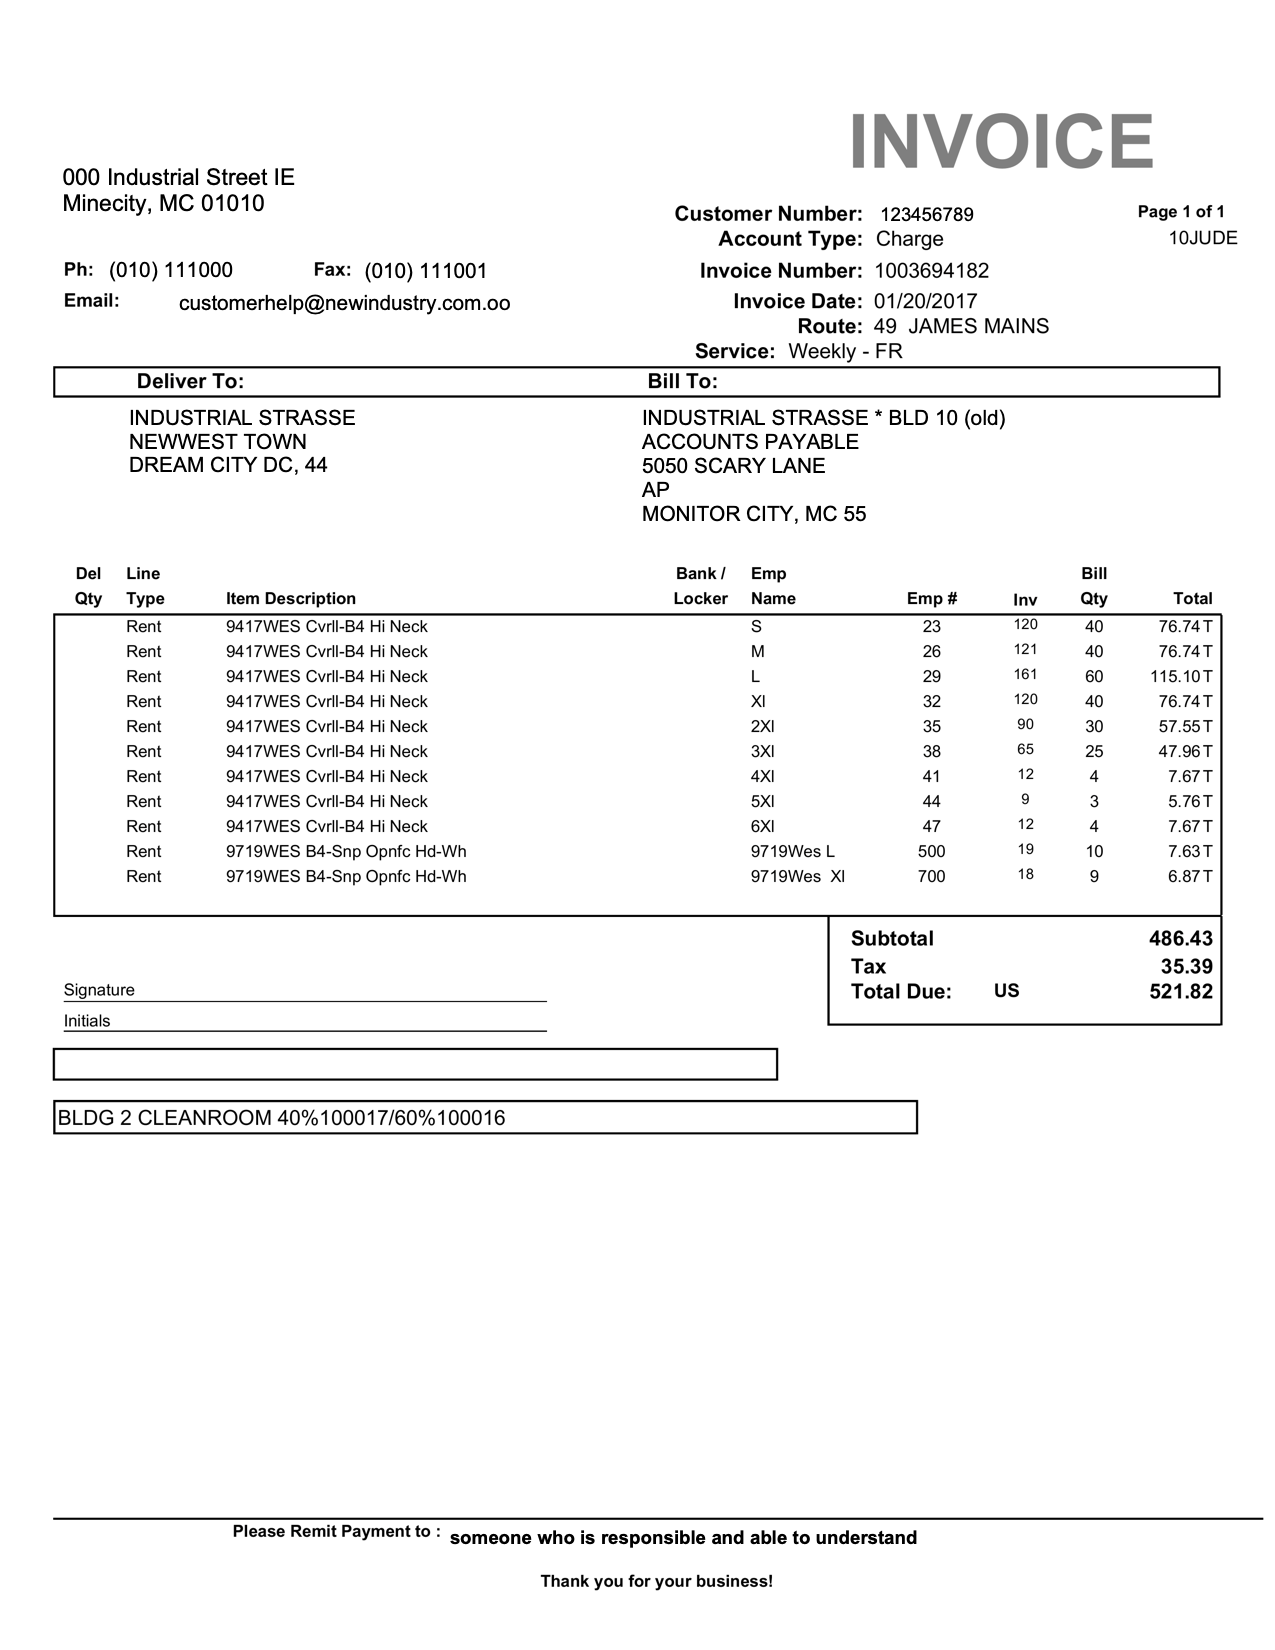 INVOICE
000 Industrial Street IE
Minecity, MC 01010
Customer Number: 123456789 Page 1 of 1
Account Type: Charge 10JUDE
Ph: (010) 111000 Fax: (010) 111001 Invoice Number: 1003694182
Email: customerhelp@newindustry.com.oo Invoice Date: 01/20/2017
Route: 49 JAMES MAINS
Service: Weekly - FR
Deliver To: Bill To:
INDUSTRIAL STRASSE INDUSTRIAL STRASSE * BLD 10 (old)
NEWWEST TOWN ACCOUNTS PAYABLE
DREAM CITY DC, 44 5050 SCARY LANE
AP
MONITOR CITY, MC 55
Del Line Bank / Emp Bill
Qty Type Item Description Locker Name Emp # Inv Qty Total
Rent 9417WES Cvrll-B4 Hi Neck S 23 120 40 76.74 T
Rent 9417WES Cvrll-B4 Hi Neck M 26 121 40 76.74 T
Rent 9417WES Cvrll-B4 Hi Neck L 29 161 60 115.10 T
Rent 9417WES Cvrll-B4 Hi Neck Xl 32 120 40 76.74 T
Rent 9417WES Cvrll-B4 Hi Neck 2Xl 35 90 30 57.55 T
Rent 9417WES Cvrll-B4 Hi Neck 3Xl 38 65 25 47.96 T
Rent 9417WES Cvrll-B4 Hi Neck 4Xl 41 12 4 7.67 T
Rent 9417WES Cvrll-B4 Hi Neck 5Xl 44 9 3 5.76 T
Rent 9417WES Cvrll-B4 Hi Neck 6Xl 47 12 4 7.67 T
Rent 9719WES B4-Snp Opnfc Hd-Wh 9719Wes L 500 19 10 7.63 T
Rent 9719WES B4-Snp Opnfc Hd-Wh 9719Wes Xl 700 18 9 6.87 T
Subtotal 486.43
Tax 35.39
Signature Total Due: US 521.82
Initials
BLDG 2 CLEANROOM 40%100017/60%100016
Please Remit Payment to : someone who is responsible and able to understand
Thank you for your business!